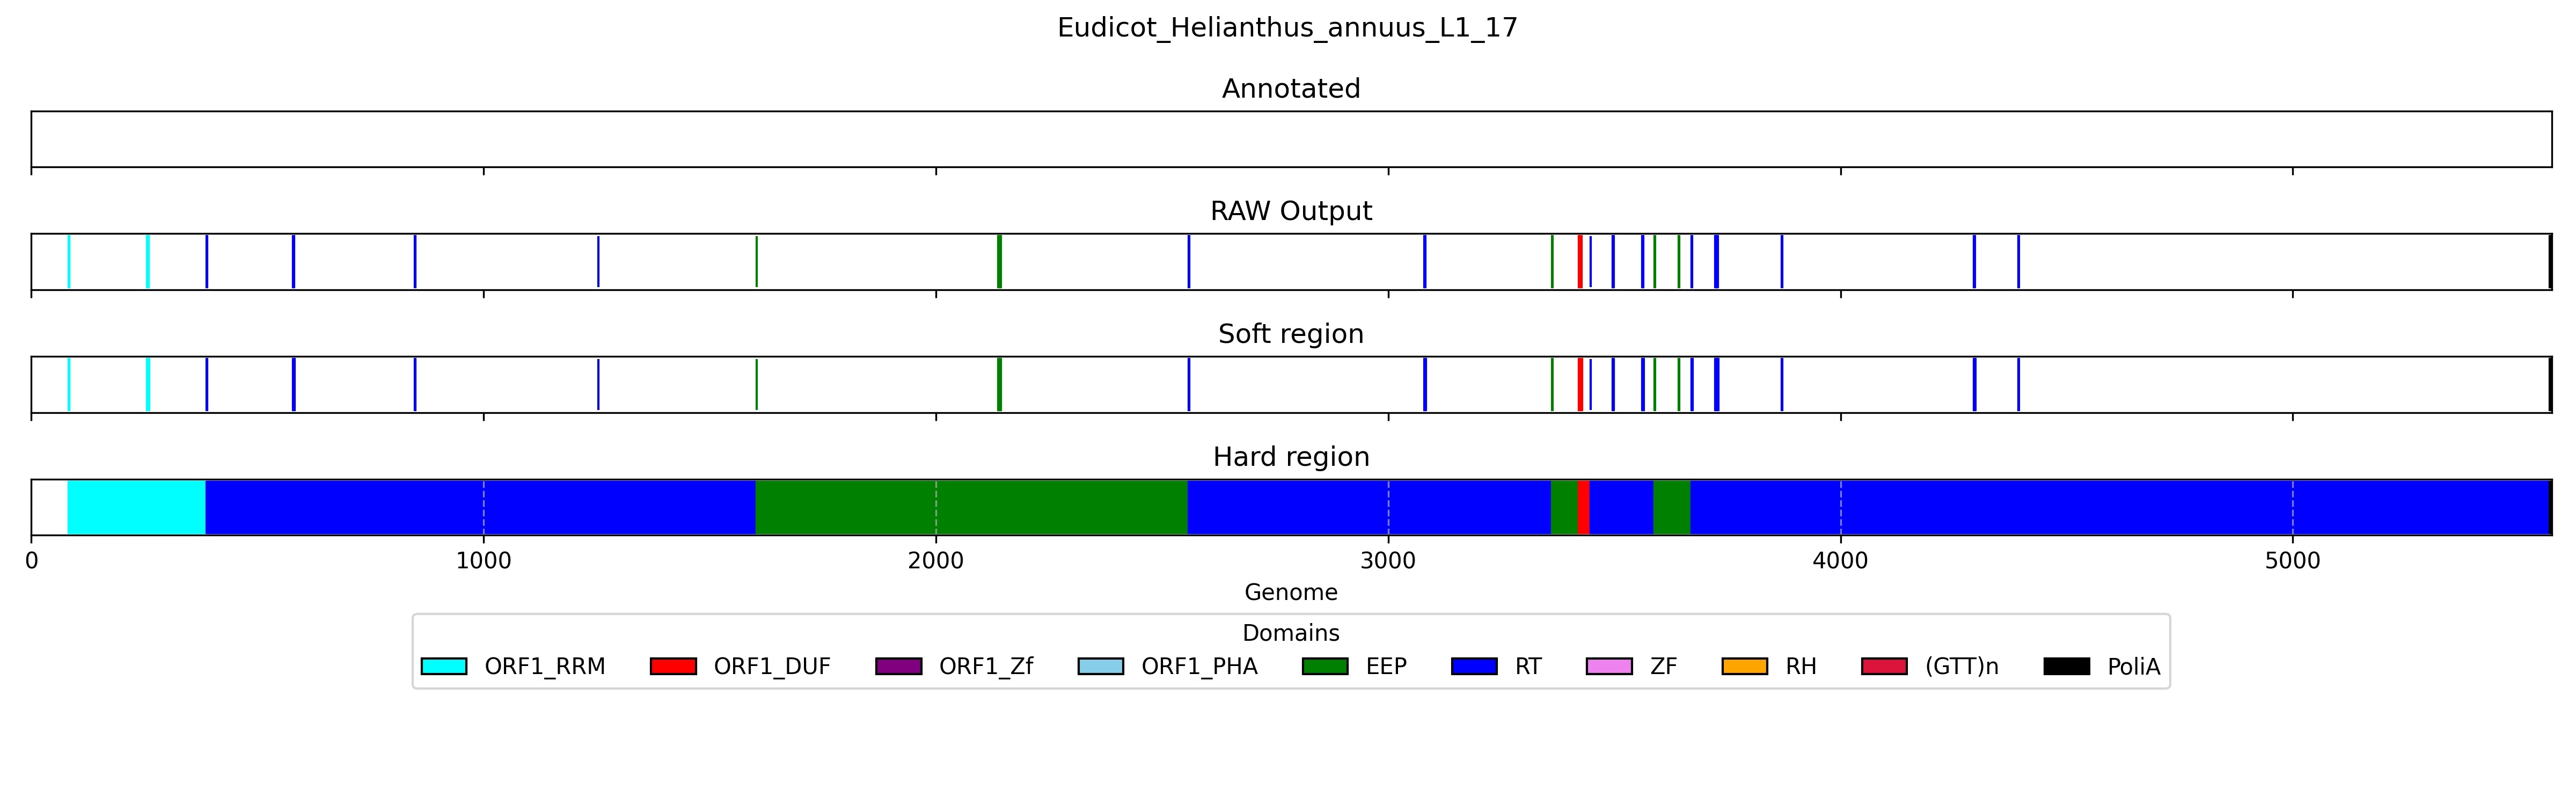 Eudicot_Helianthus_annuus_L1_17
Annotated
RAW Output
Soft region
Hard region
0 1000 2000 3000 4000 5000
Genome
Domains
ORF1_RRM ORF1_DUF ORF1_Zf ORF1_PHA EEP RT ZF RH (GTT)n PoliA